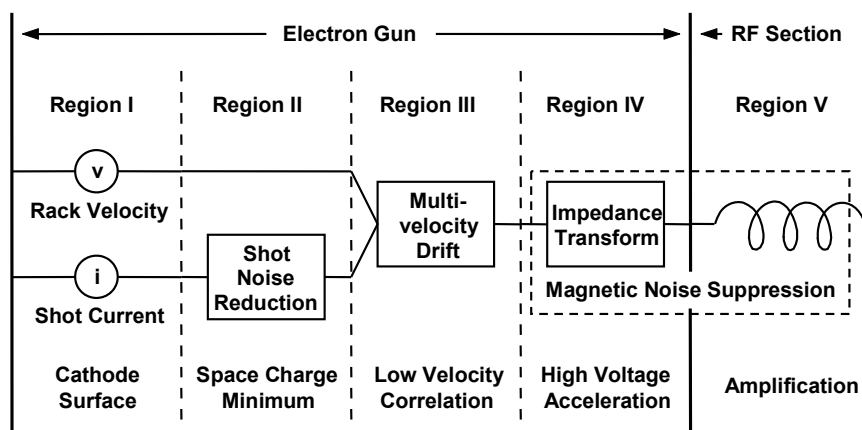 Electron Gun
RF Section
Region I
Region II
Region III
Region IV
Region V
v
Rack Velocity
i
Shot Current
Shot
Noise
Reduction
Multi-
velocity
Drift
Impedance
Transform
Magnetic Noise Suppression
Cathode
Surface
Space Charge
Minimum
Low Velocity
Correlation
High Voltage
Acceleration
Amplification